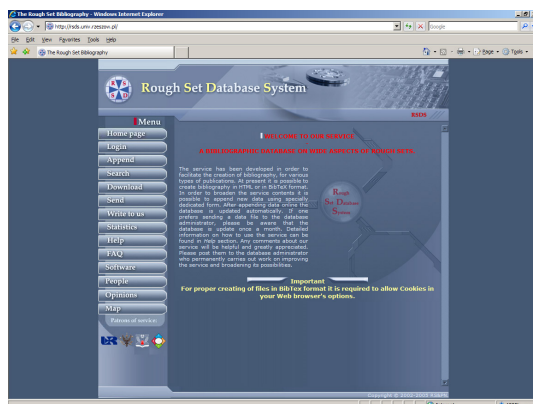 The Rough Set Bibliography - Windows Internet Explorer
http://rsds.univ.rzeszow.pl/
Google
File Edit View Favorites Tools Help
The Rough Set Bibliography
Page Tools
Rough Set Database System
RSDS
Menu
Home page
Login
Append
Search
Download
Send
Write to us
Statistics
Help
FAQ
Software
People
Opinions
Map
Patrons of service:
WELCOME TO OUR SERVICE
A BIBLIOGRAPHIC DATABASE ON WIDE ASPECTS OF ROUGH SETS.
The service has been developed in order to
facilitate the creation of bibliography, for various
types of publications. At present it is possible to
create bibliography in HTML or in BibTeX format.
In order to broaden the service contents it is
possible to append new data using specially
dedicated form. After appending data online the
database is updated automatically. If one
prefers sending a data file to the database
administrator, please be aware that the
database is update once a month. Detailed
information on how to use the service can be
found in Help section. Any comments about our
service will be helpful and greatly appreciated.
Please post them to the database administrator
who permanently carries out work on improving
the service and broadening its possibilities.
Rough
Set Database
System
Important
For proper creating of files in BibTex format it is required to allow Cookies in
your Web browser's options.